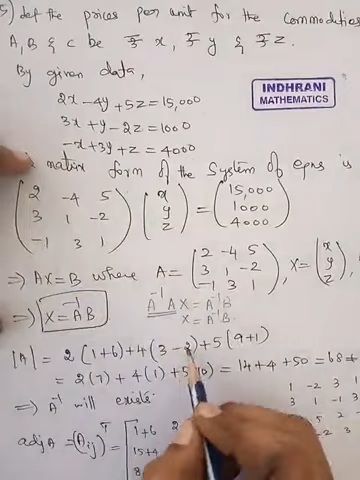 5) Let the prices per unit for the commodities
A, B & C be ₹ x, ₹ y & ₹ z.
By given data,
INDHRANI
MATHEMATICS
2x - 4y + 5z = 15,000
3x + y - 2z = 1000
-x + 3y + z = 4000
matrix form of the System of eqns is
(2 -4 5) (x) = (15,000)
(3 1 -2) (y) (1000)
(-1 3 1) (z) (4000)
⇒ AX = B where A = (2 -4 5; 3 1 -2; -1 3 1), X = (x; y; z),
⇒ X = A⁻¹B
A⁻¹A X = A⁻¹B
X = A⁻¹B.
|A| = 2(1+6) + 4(3-2) + 5(9+1)
= 2(7) + 4(1) + 5(10) = 14 + 4 + 50 = 68 ≠
⇒ A⁻¹ will exists
1 -2 3
3 1 -1 3
adj A = (Aij)ᵀ = [1+6
15+4